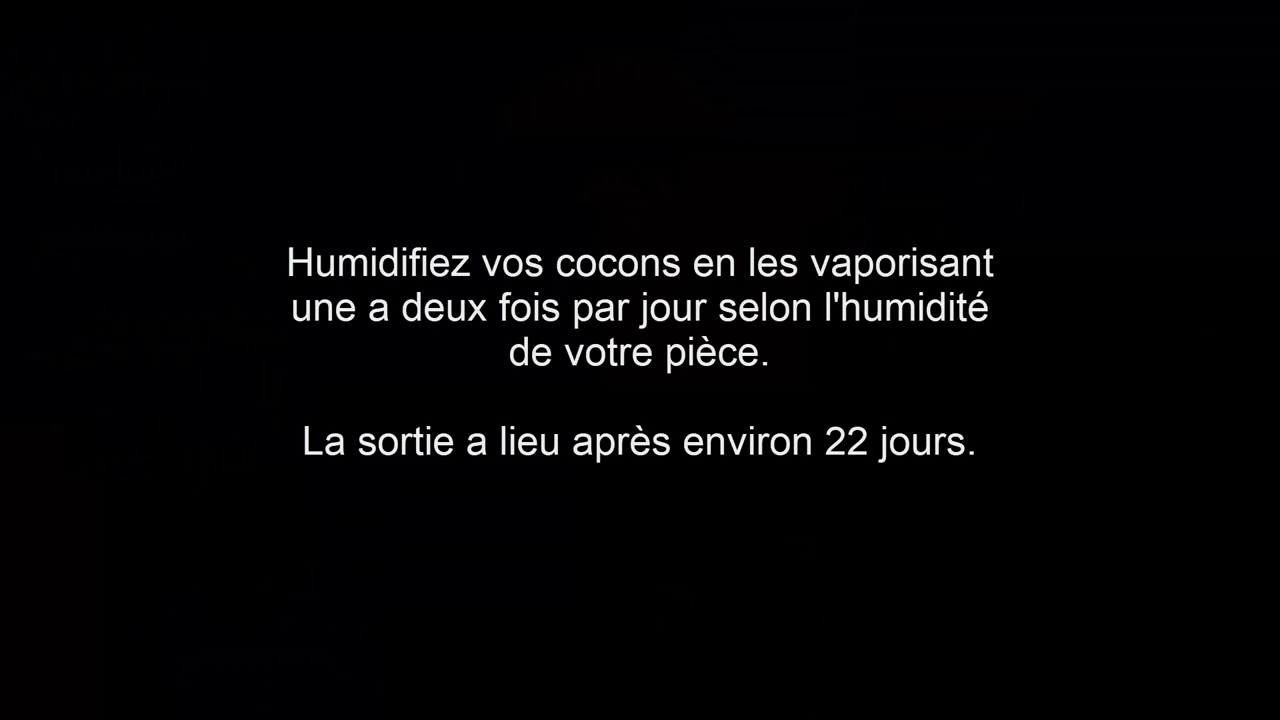 Humidifiez vos cocons en les vaporisant
une a deux fois par jour selon l'humidité
de votre pièce.
La sortie a lieu après environ 22 jours.